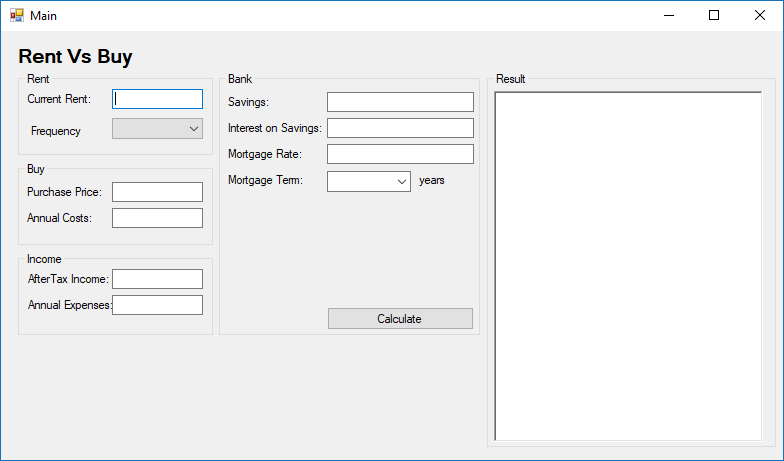 Main
Rent Vs Buy
Rent
Current Rent:
Frequency
Buy
Purchase Price:
Annual Costs:
Income
AfterTax Income:
Annual Expenses:
Bank
Savings:
Interest on Savings:
Mortgage Rate:
Mortgage Term: years
Calculate
Result